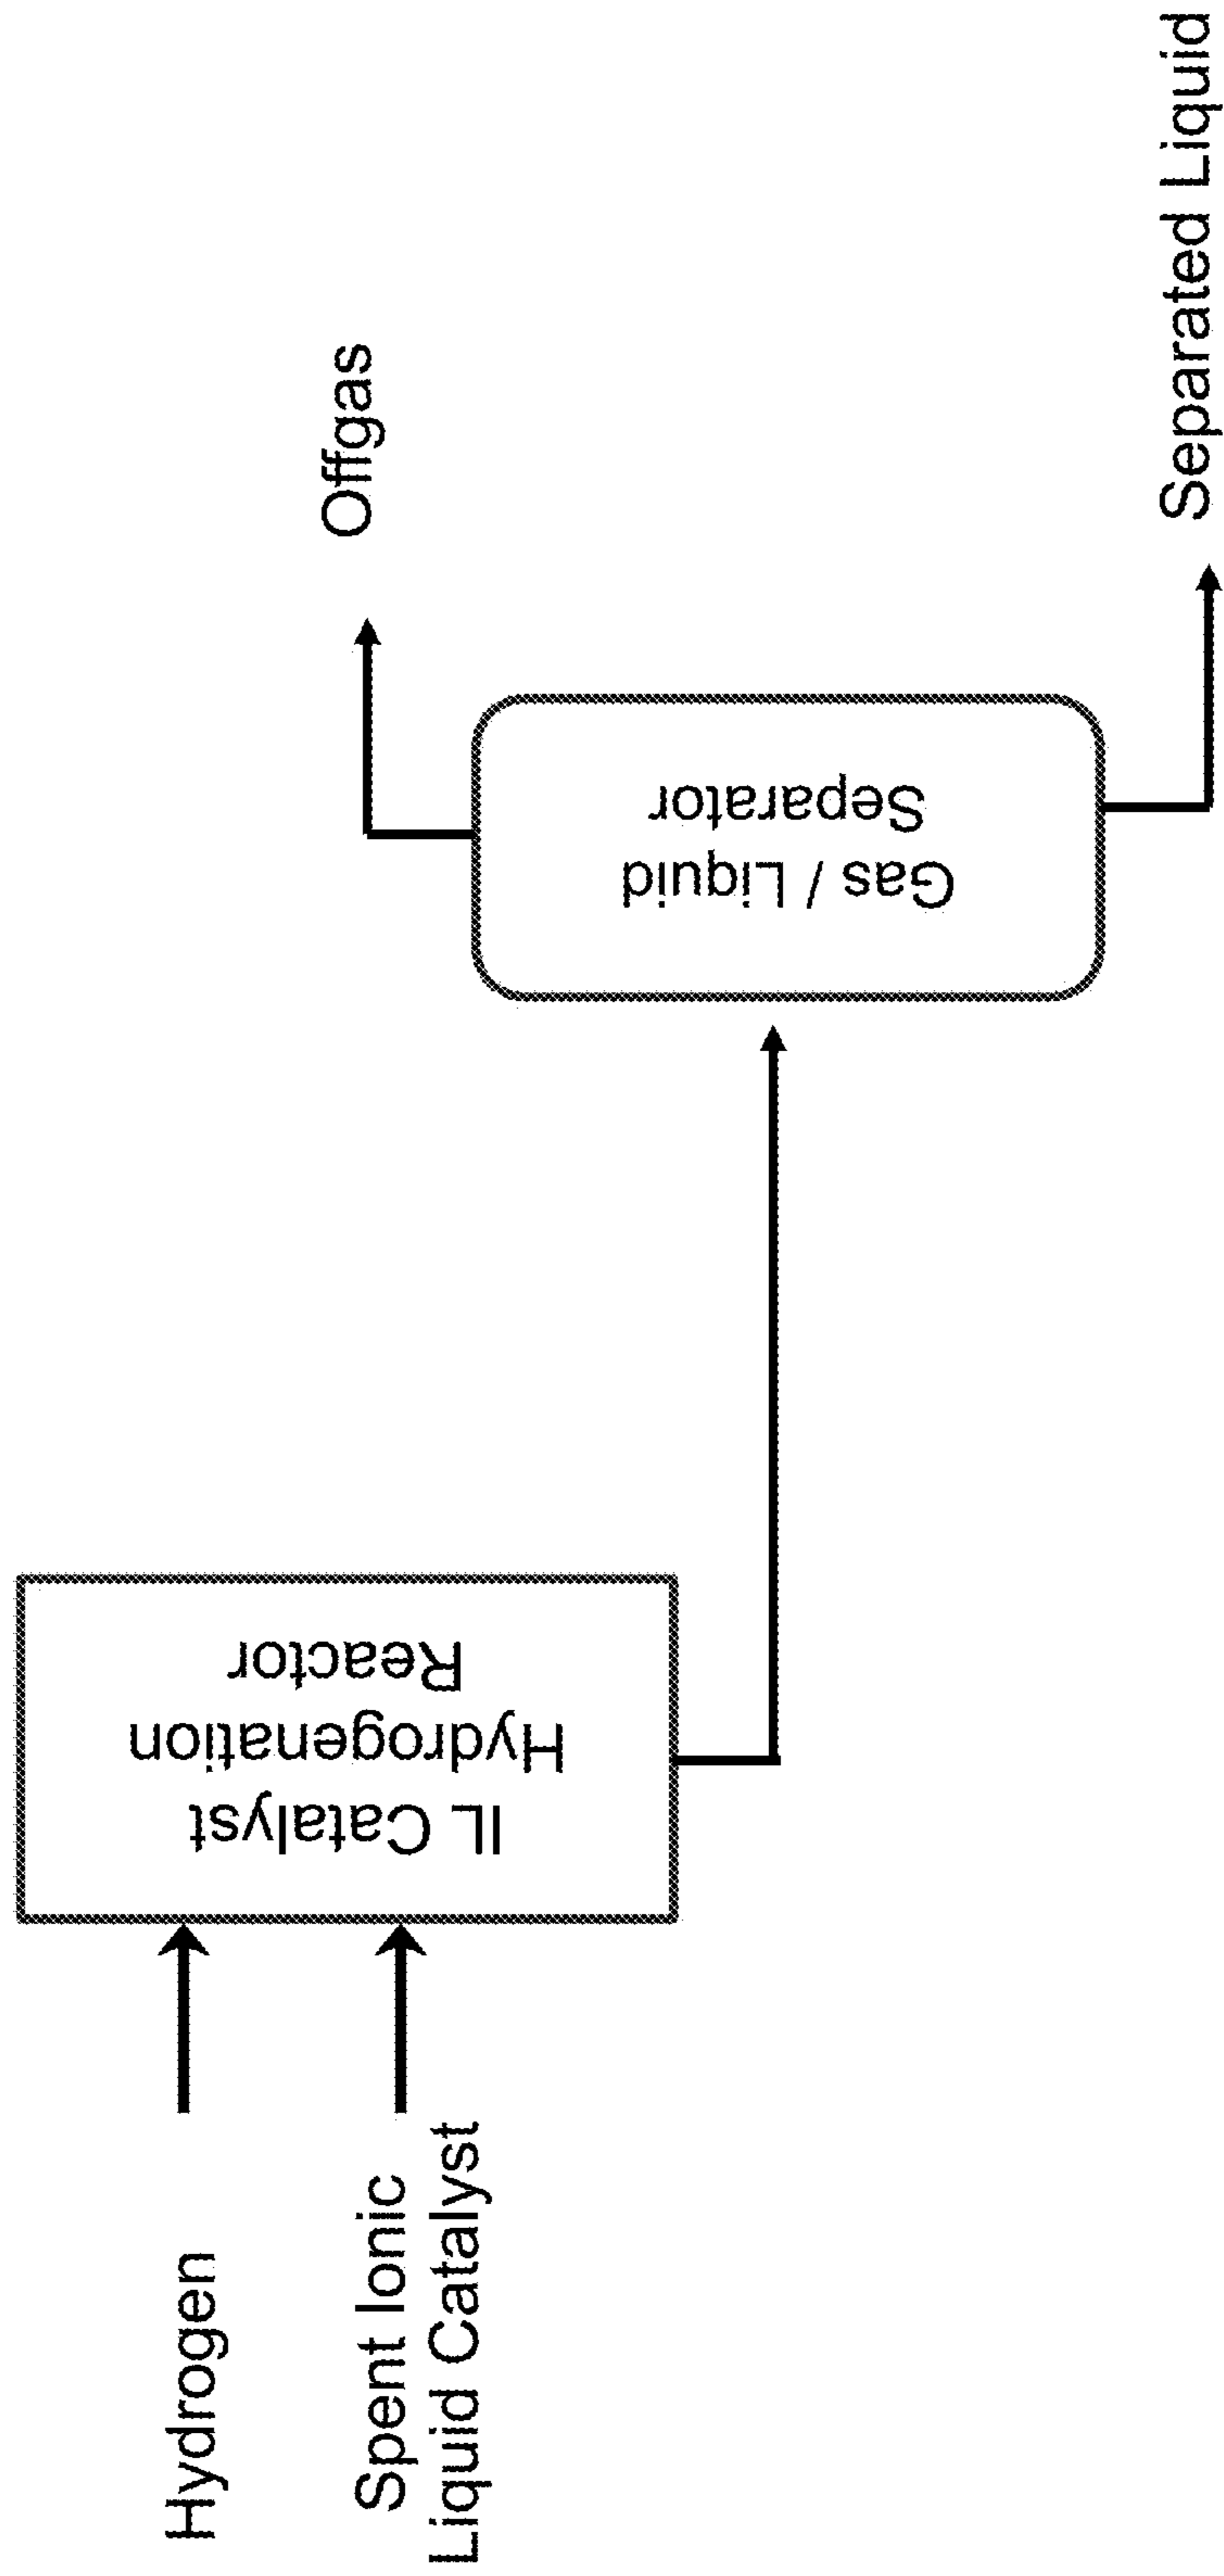 Hydrogen
Spent Ionic
Liquid Catalyst
IL Catalyst
Hydrogenation
Reactor
Gas / Liquid
Separator
Offgas
Separated Liquid